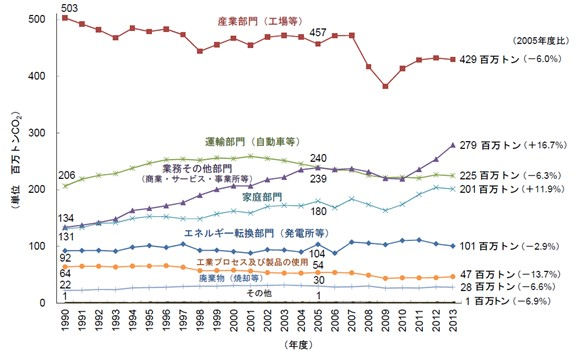 （単位　百万トンCO₂）
500
400
300
200
100
0
503
産業部門（工場等）
457
（2005年度比）
429 百万トン（−6.0%）
206
運輸部門（自動車等）
240
業務その他部門
（商業・サービス・事業所等）
239
279 百万トン（＋16.7%）
225 百万トン（−6.3%）
134
131
家庭部門
180
201 百万トン（＋11.9%）
92
エネルギー転換部門（発電所等）
104
101 百万トン（−2.9%）
64
工業プロセス及び製品の使用
54
47 百万トン（−13.7%）
22
廃棄物（焼却等）
30
28 百万トン（−6.6%）
1
その他
1
1 百万トン（−6.9%）
1990
1991
1992
1993
1994
1995
1996
1997
1998
1999
2000
2001
2002
2003
2004
2005
2006
2007
2008
2009
2010
2011
2012
2013
（年度）